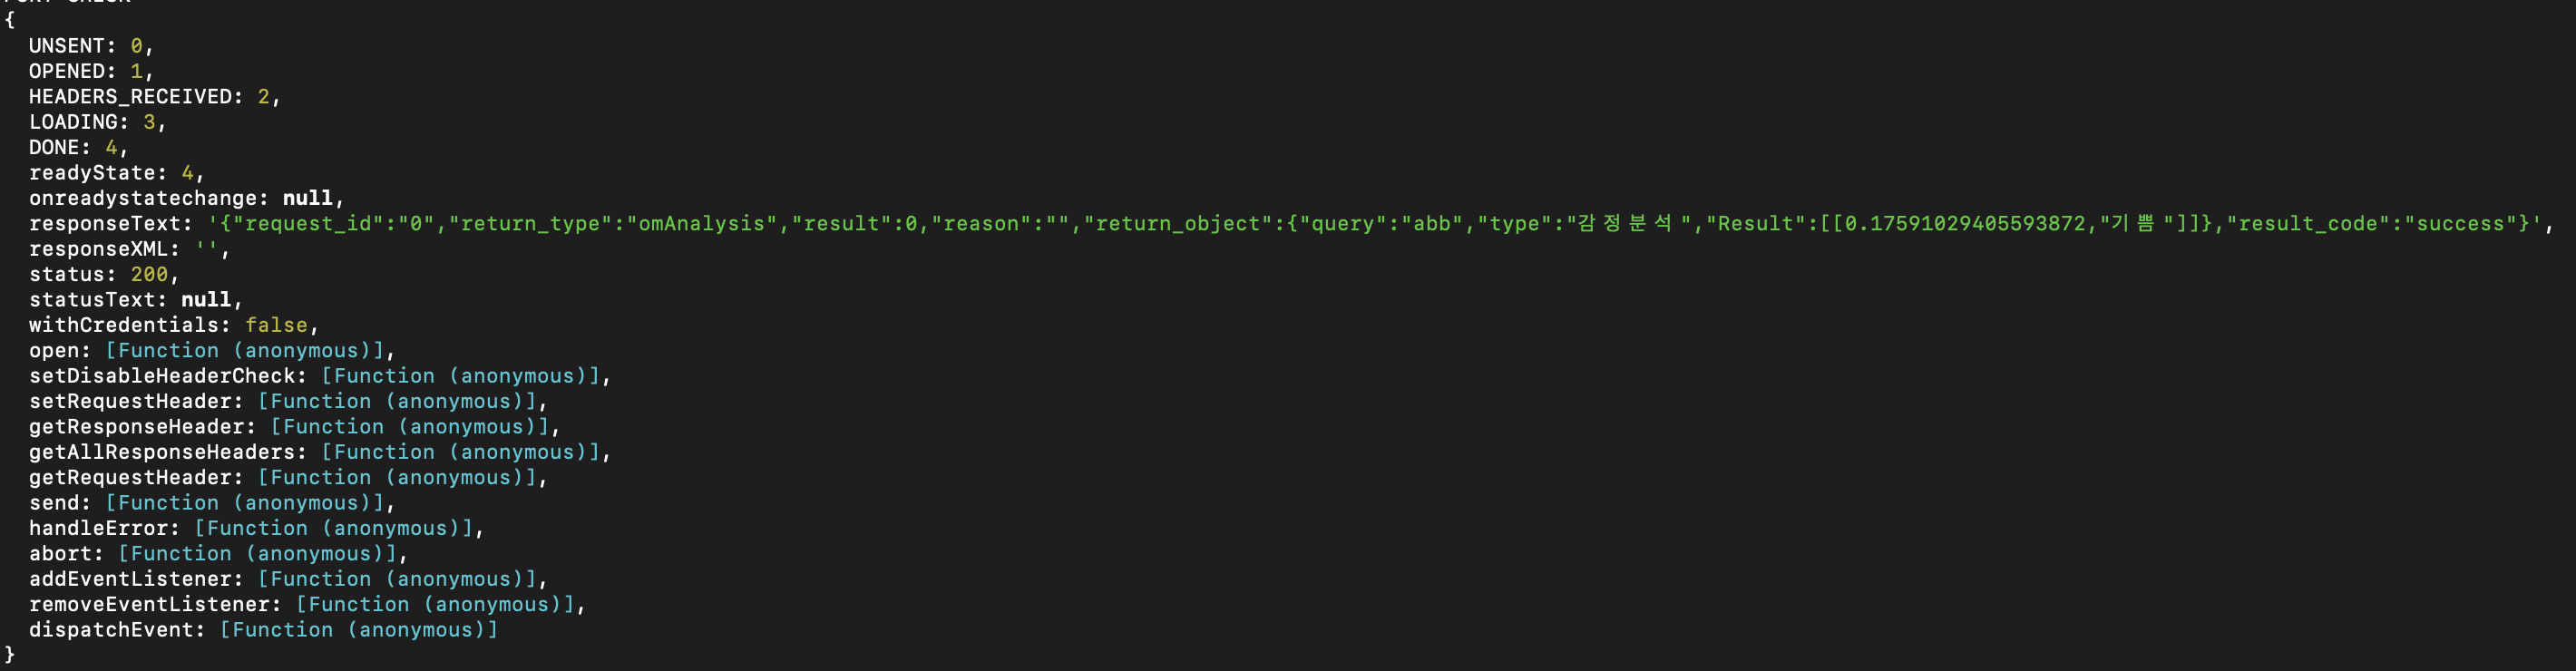 {
  UNSENT: 0,
  OPENED: 1,
  HEADERS_RECEIVED: 2,
  LOADING: 3,
  DONE: 4,
  readyState: 4,
  onreadystatechange: null,
  responseText: '{"request_id":"0","return_type":"omAnalysis","result":0,"reason":"","return_object":{"query":"abb","type":"감정분석","Result":[[0.17591029405593872,"기쁨"]]},"result_code":"success"}',
  responseXML: '',
  status: 200,
  statusText: null,
  withCredentials: false,
  open: [Function (anonymous)],
  setDisableHeaderCheck: [Function (anonymous)],
  setRequestHeader: [Function (anonymous)],
  getResponseHeader: [Function (anonymous)],
  getAllResponseHeaders: [Function (anonymous)],
  getRequestHeader: [Function (anonymous)],
  send: [Function (anonymous)],
  handleError: [Function (anonymous)],
  abort: [Function (anonymous)],
  addEventListener: [Function (anonymous)],
  removeEventListener: [Function (anonymous)],
  dispatchEvent: [Function (anonymous)]
}